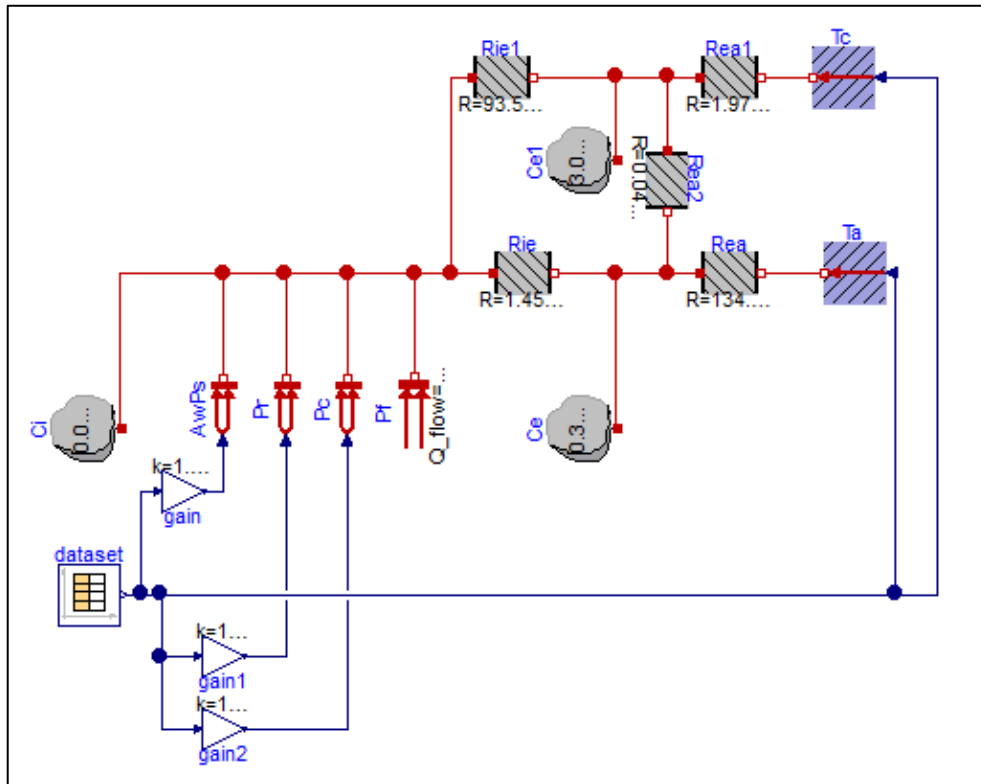 Rie1
Rea1
Tc
R=93.5...
R=1.97...
Ce1
3.0...
R=0.04...
Rea2
Rie
Rea
Ta
R=1.45...
R=134....
Ci
0.0...
AwPs
Pr
Pc
Pf
Q_flow=...
Ce
0.3...
k=1....
gain
dataset
k=1...
gain1
k=1...
gain2